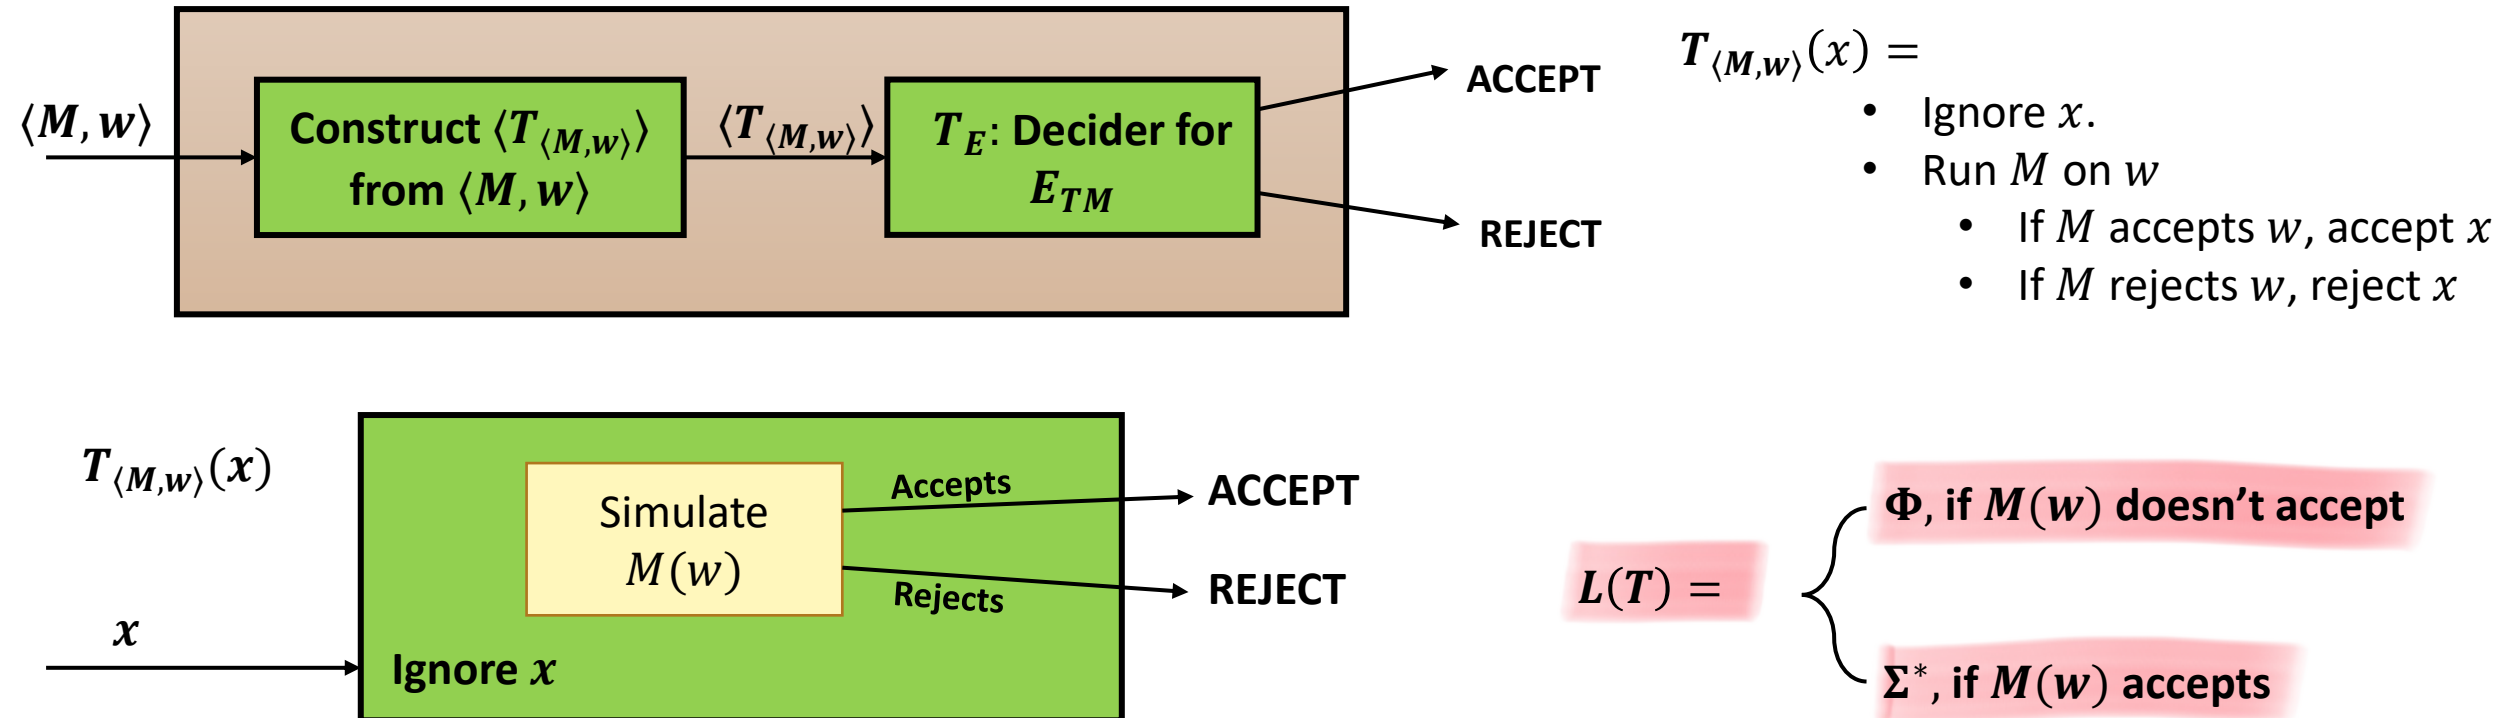 ⟨M, w⟩
Construct ⟨T⟨M,w⟩⟩
from ⟨M, w⟩
⟨T⟨M,w⟩⟩
T_E: Decider for
E_TM
ACCEPT
REJECT
T⟨M,w⟩(x) =
• Ignore x.
• Run M on w
• If M accepts w, accept x
• If M rejects w, reject x
T⟨M,w⟩(x)
x
Simulate
M(w)
Ignore x
Accepts
Rejects
ACCEPT
REJECT
L(T) =
Φ, if M(w) doesn’t accept
Σ*, if M(w) accepts